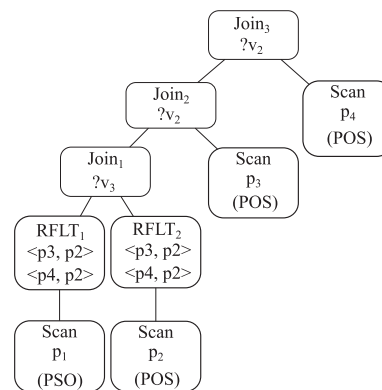 Join₃
?v₂
Join₂
?v₂
Scan
p₄
(POS)
Join₁
?v₃
Scan
p₃
(POS)
RFLT₁
<p3, p2>
<p4, p2>
RFLT₂
<p3, p2>
<p4, p2>
Scan
p₁
(PSO)
Scan
p₂
(POS)